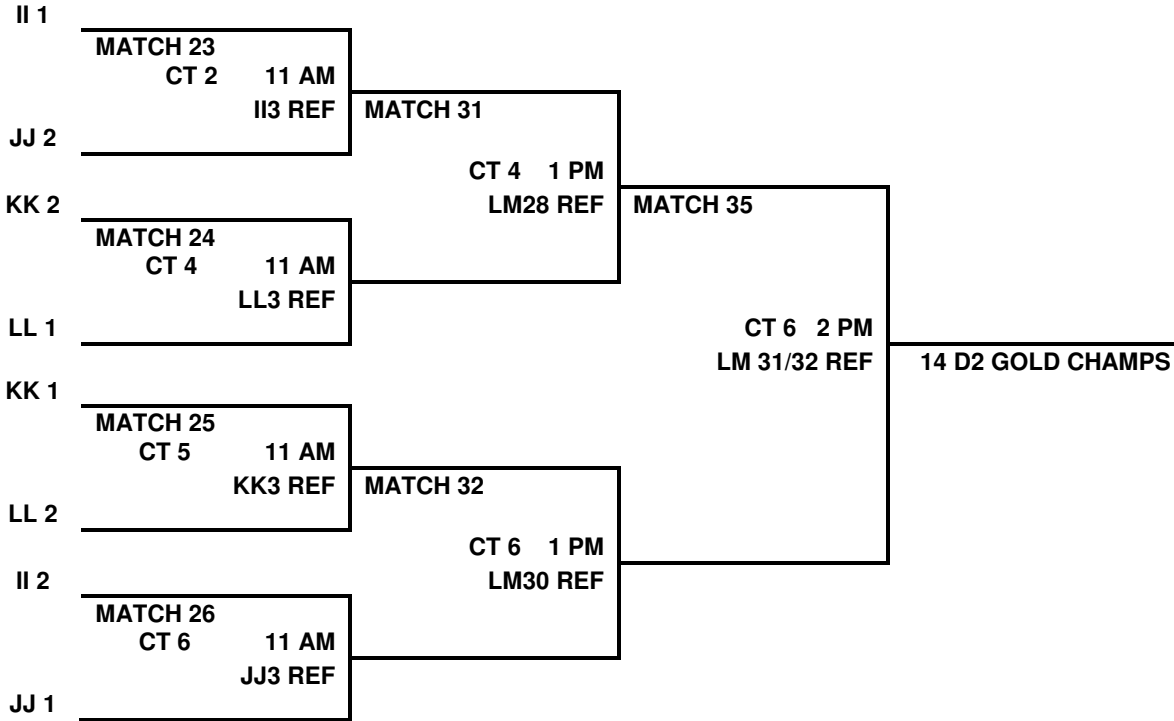 II 1
MATCH 23
CT 2 11 AM
II3 REF
JJ 2
MATCH 31
CT 4 1 PM
LM28 REF
KK 2
MATCH 24
CT 4 11 AM
LL3 REF
LL 1
MATCH 35
CT 6 2 PM
LM 31/32 REF
14 D2 GOLD CHAMPS
KK 1
MATCH 25
CT 5 11 AM
KK3 REF
LL 2
MATCH 32
CT 6 1 PM
LM30 REF
II 2
MATCH 26
CT 6 11 AM
JJ3 REF
JJ 1